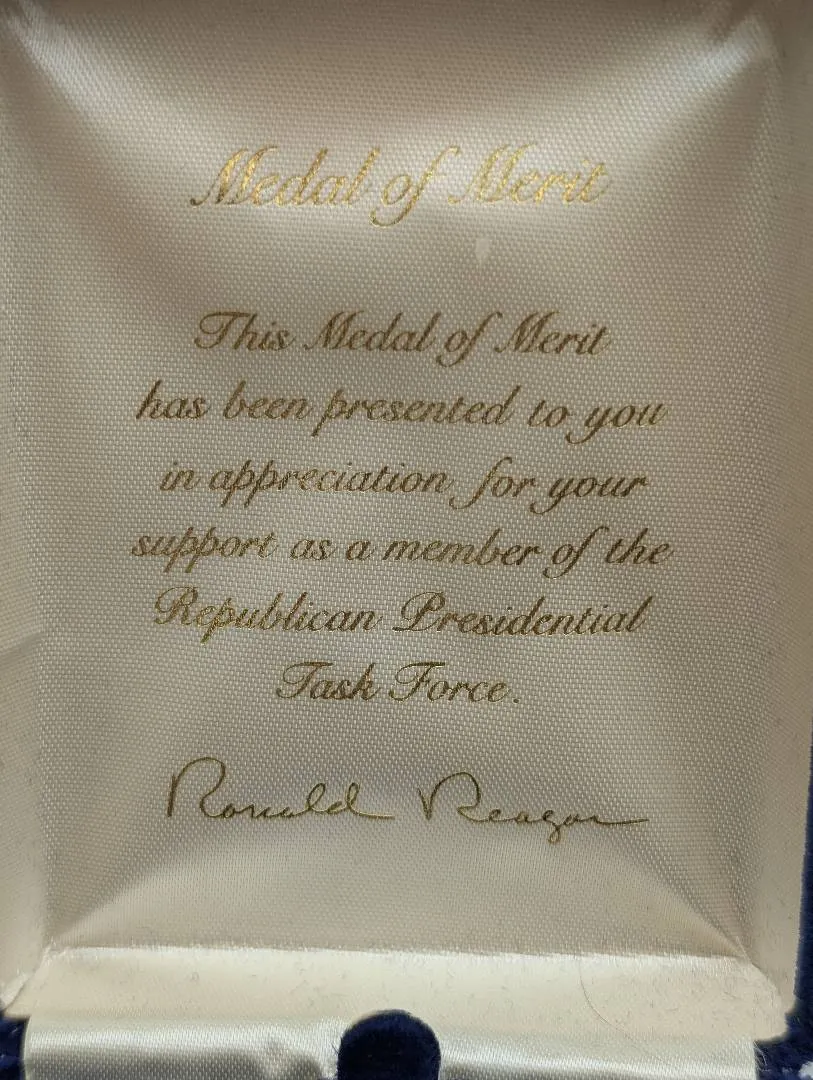 Medal of Merit
This Medal of Merit
has been presented to you
in appreciation for your
support as a member of the
Republican Presidential
Task Force.
Ronald Reagan